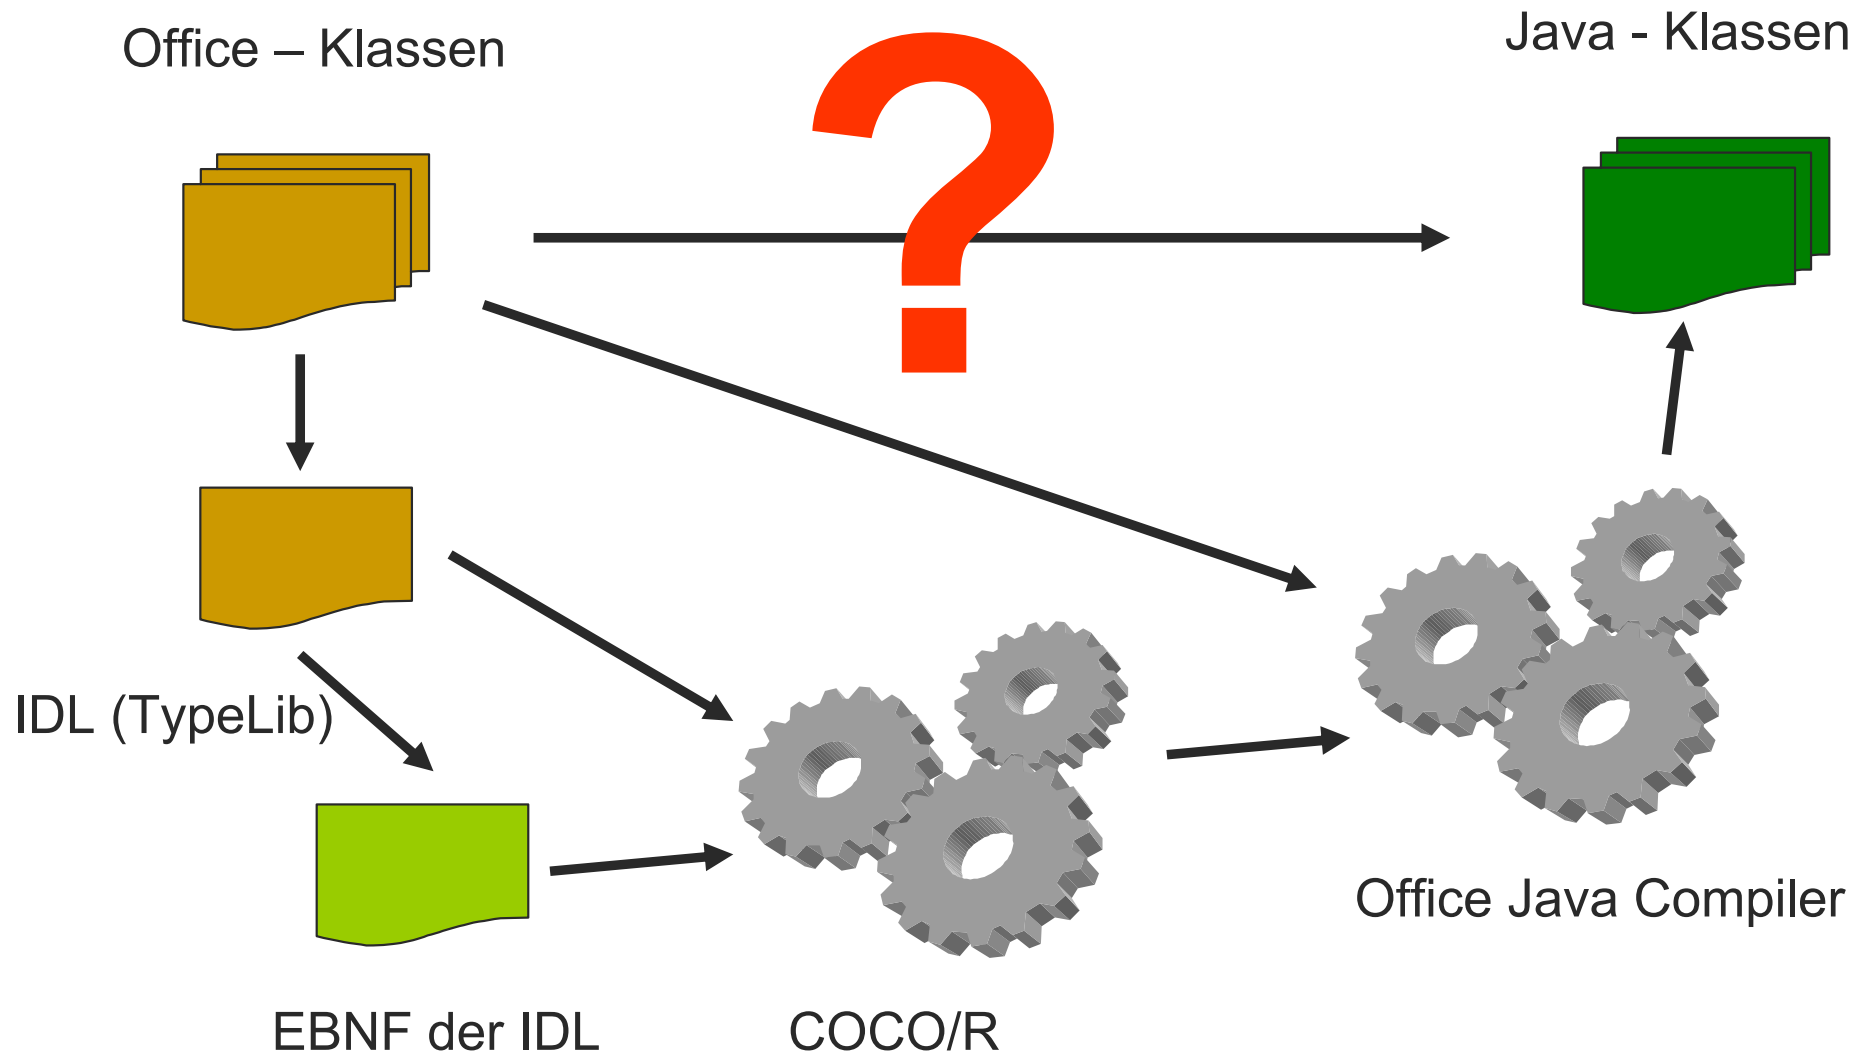 Office – Klassen
Java - Klassen
?
IDL (TypeLib)
Office Java Compiler
EBNF der IDL
COCO/R